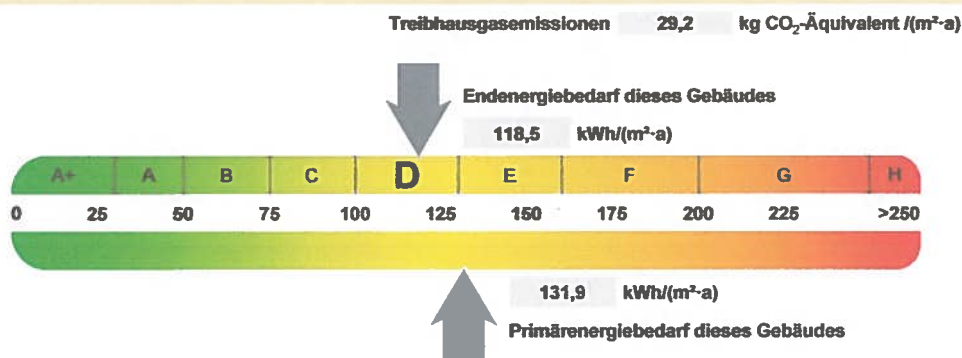 Treibhausgasemissionen 29,2 kg CO₂-Äquivalent /(m²·a)
Endenergiebedarf dieses Gebäudes
118,5 kWh/(m²·a)
A+ A B C D E F G H
0 25 50 75 100 125 150 175 200 225 >250
131,9 kWh/(m²·a)
Primärenergiebedarf dieses Gebäudes